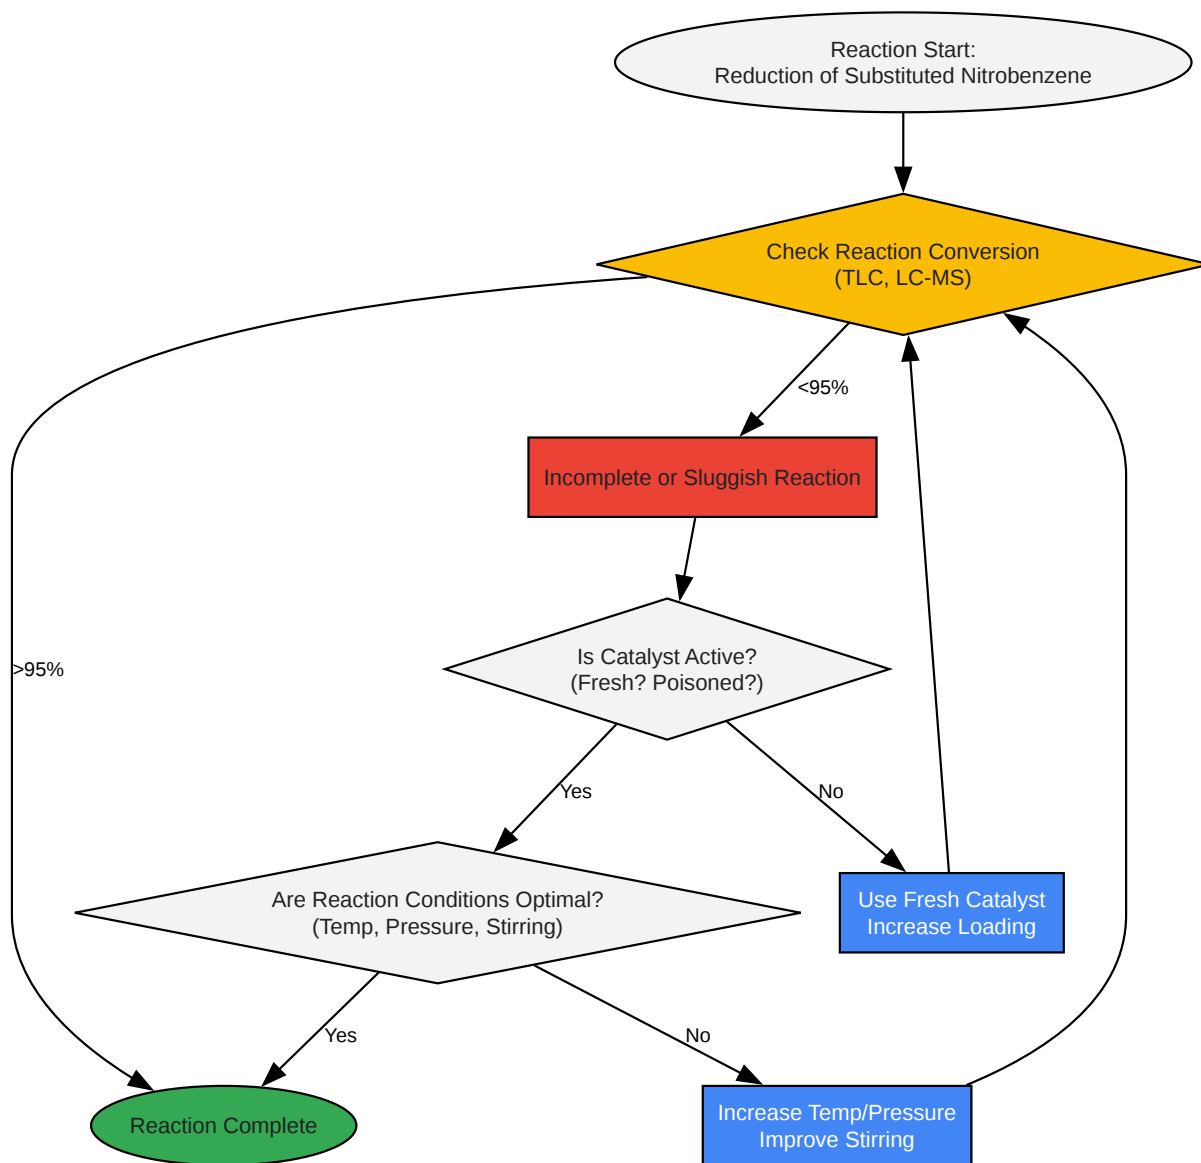 Reaction Start:
Reduction of Substituted Nitrobenzene
Check Reaction Conversion
(TLC, LC-MS)
<95%
Incomplete or Sluggish Reaction
>95%
Is Catalyst Active?
(Fresh? Poisoned?)
Yes
No
Are Reaction Conditions Optimal?
(Temp, Pressure, Stirring)
Use Fresh Catalyst
Increase Loading
Yes
No
Reaction Complete
Increase Temp/Pressure
Improve Stirring